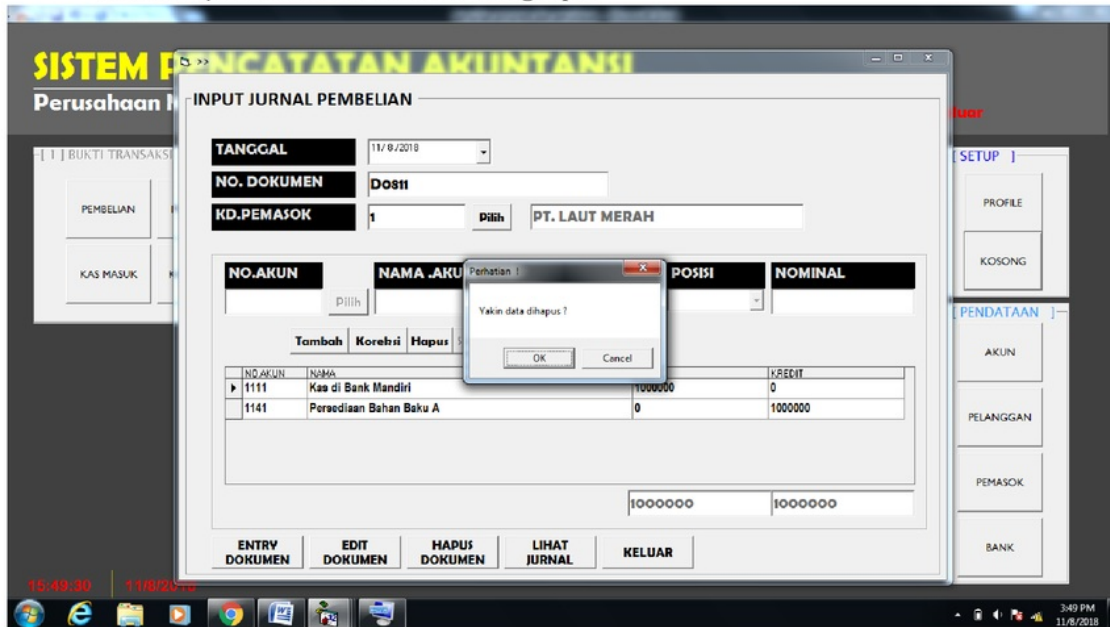 SISTEM PENCATATAN AKUNTANSI
Perusahaan
luar
>>
INPUT JURNAL PEMBELIAN
TANGGAL 11/ 8 /2018
NO. DOKUMEN D0811
KD.PEMASOK 1 Pilih PT. LAUT MERAH
[ 1 ] BUKTI TRANSAKSI
PEMBELIAN
KAS MASUK
NO.AKUN NAMA .AKU POSISI NOMINAL
Pilih
Perhatian !
Yakin data dihapus ?
OK Cancel
Tambah Koreksi Hapus
NO.AKUN NAMA KREDIT
1111 Kas di Bank Mandiri 1000000 0
1141 Persediaan Bahan Baku A 0 1000000
1000000 1000000
ENTRY DOKUMEN EDIT DOKUMEN HAPUS DOKUMEN LIHAT JURNAL KELUAR
[ SETUP ]
PROFILE
KOSONG
[ PENDATAAN ]
AKUN
PELANGGAN
PEMASOK
BANK
15:49:30 11/8/2018
3:49 PM
11/8/2018